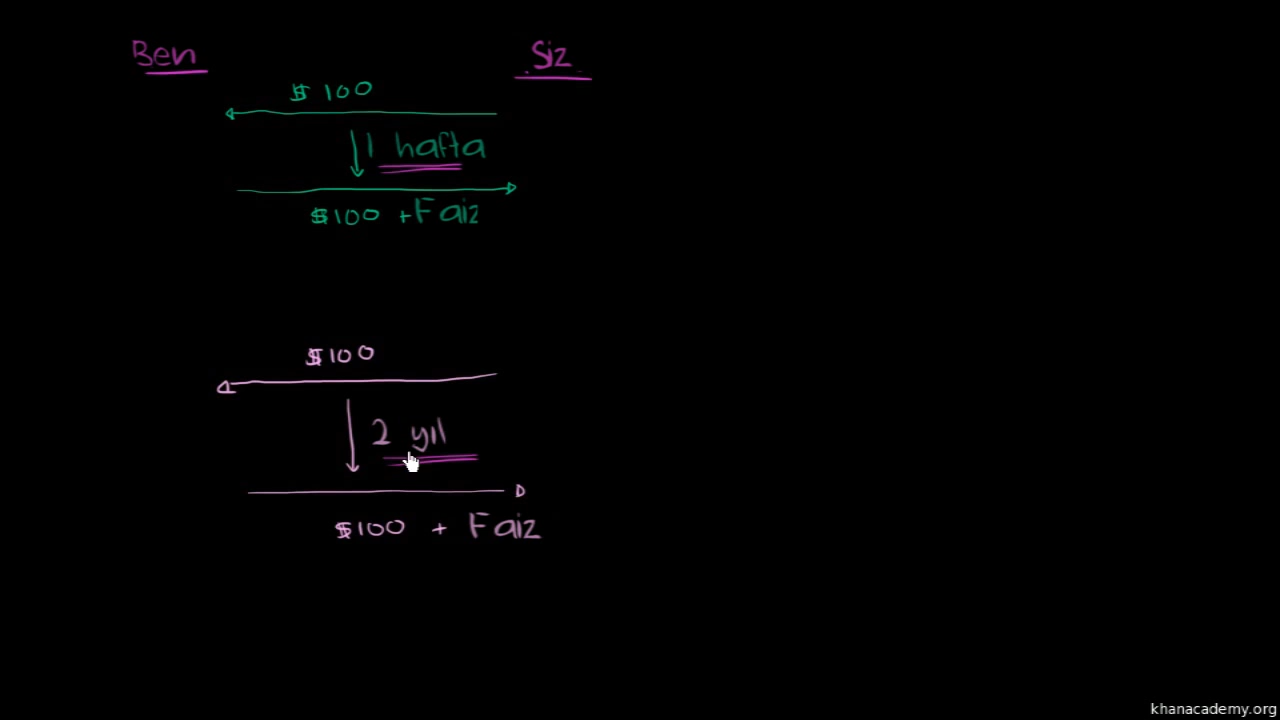 Ben Siz
$ 100
1 hafta
$100 + Faiz
$100
2 yıl
$100 + Faiz
khanacademy.org